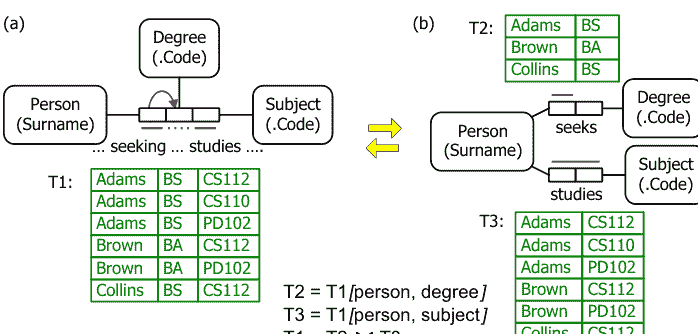 (a)
Degree
(.Code)
Person
(Surname)
Subject
(.Code)
... seeking ... studies ....
T1:
Adams BS CS112
Adams BS CS110
Adams BS PD102
Brown BA CS112
Brown BA PD102
Collins BS CS112
(b)
T2:
Adams BS
Brown BA
Collins BS
Person
(Surname)
seeks
Degree
(.Code)
studies
Subject
(.Code)
T3:
Adams CS112
Adams CS110
Adams PD102
Brown CS112
Brown PD102
Collins CS112
T2 = T1[person, degree]
T3 = T1[person, subject]